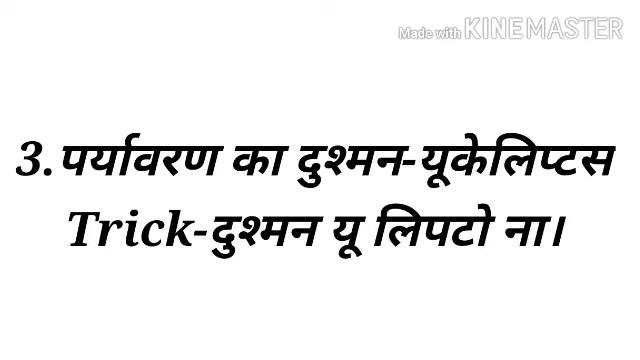 Made with KINEMASTER
3.पर्यावरण का दुश्मन-यूकेलिप्टस
Trick-दुश्मन यू लिपटो ना।